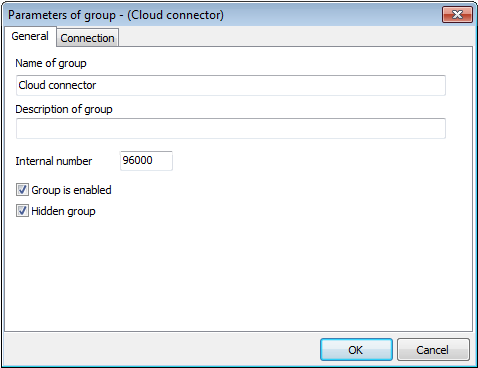 Parameters of group - (Cloud connector)
General Connection
Name of group
Cloud connector
Description of group
Internal number 96000
Group is enabled
Hidden group
OK Cancel